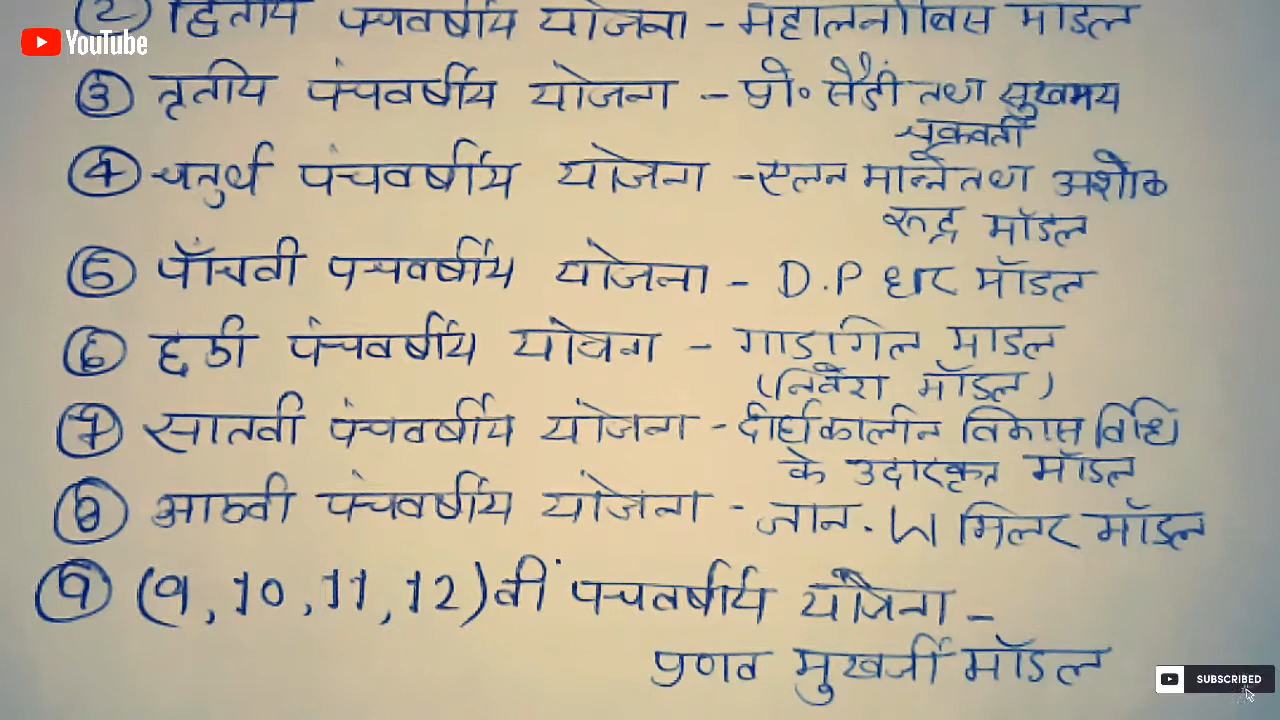 YouTube
(2) द्वितीय पंचवर्षीय योजना - महालनोबिस माडल
(3) तृतीय पंचवर्षीय योजना - प्रो० सैडी तथा सुखमय
चक्रवर्ती
(4) चतुर्थ पंचवर्षीय योजना - एलन मान्ने तथा अशोक
रूद्र मॉडल
(5) पाँचवी पंचवर्षीय योजना - D.P धर मॉडल
(6) छठी पंचवर्षीय योजना - गाडगिल माडल
(निवेश मॉडल)
(7) सातवी पंचवर्षीय योजना - दीर्घकालीन विकास विधि
के उदारकृत मॉडल
(8) आठवी पंचवर्षीय योजना - जान. W मिलर मॉडल
(9) (9, 10, 11, 12) वीं पंचवर्षीय योजना -
प्रणव मुखर्जी मॉडल
SUBSCRIBED